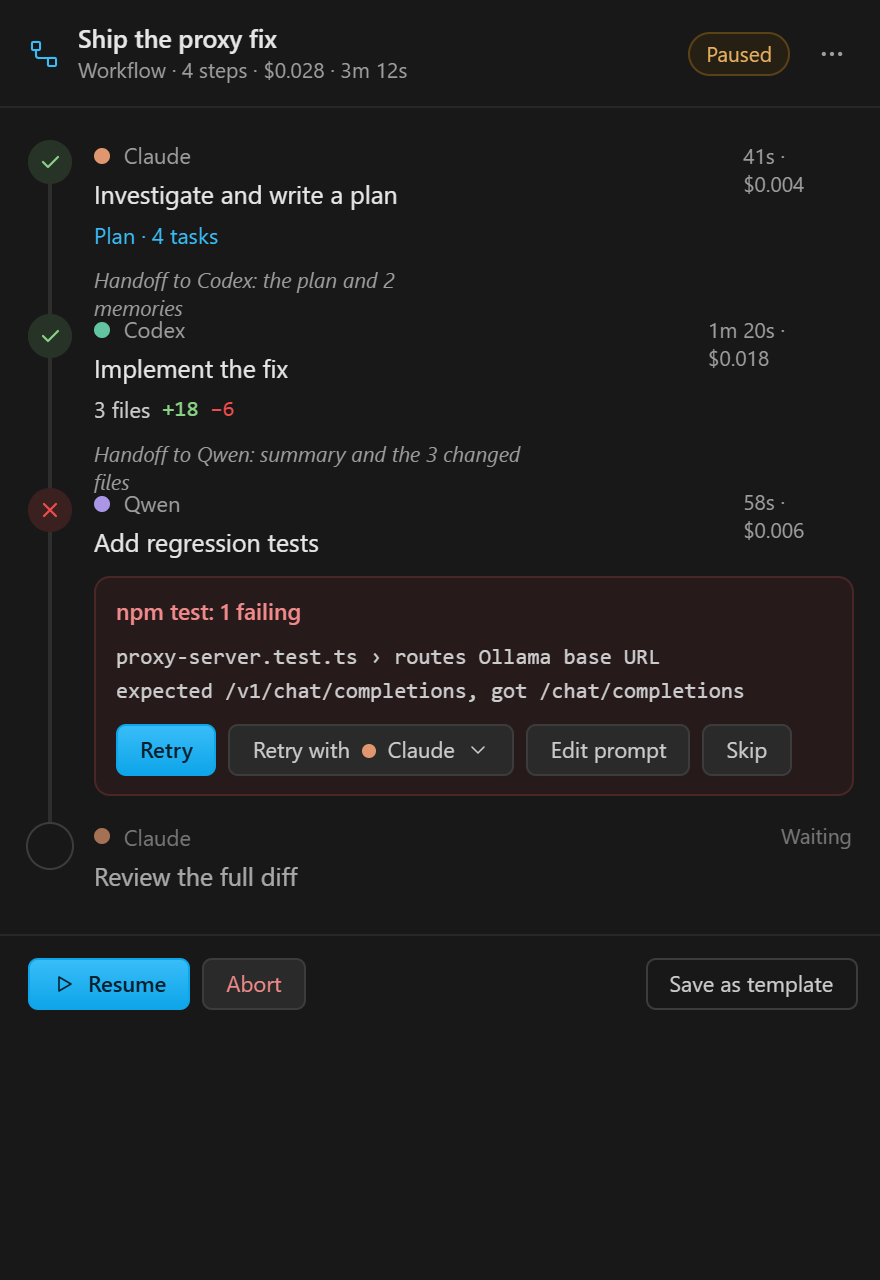 Ship the proxy fix
Workflow · 4 steps · $0.028 · 3m 12s
Paused
Claude
41s ·
$0.004
Investigate and write a plan
Plan · 4 tasks
Handoff to Codex: the plan and 2
memories
Codex
1m 20s ·
$0.018
Implement the fix
3 files +18 −6
Handoff to Qwen: summary and the 3 changed
files
Qwen
58s ·
$0.006
Add regression tests
npm test: 1 failing
proxy-server.test.ts › routes Ollama base URL
expected /v1/chat/completions, got /chat/completions
Retry
Retry with Claude
Edit prompt
Skip
Claude
Waiting
Review the full diff
Resume
Abort
Save as template